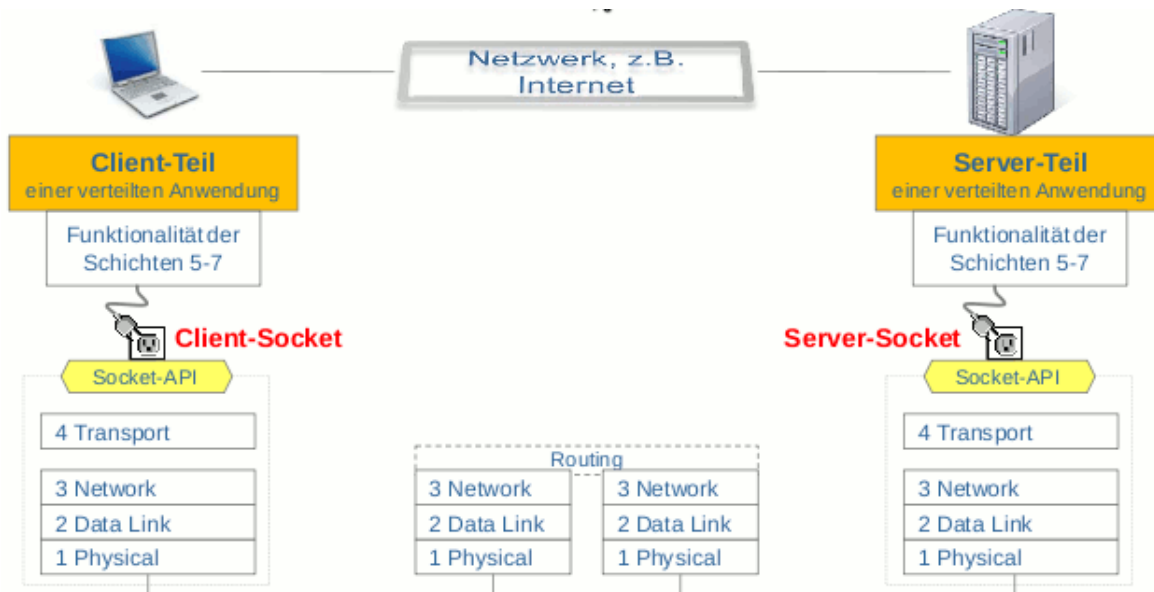 Netzwerk, z.B.
Internet
Client-Teil
einer verteilten Anwendung
Funktionalität der
Schichten 5-7
Client-Socket
Socket-API
4 Transport
3 Network
2 Data Link
1 Physical
Routing
3 Network
2 Data Link
1 Physical
3 Network
2 Data Link
1 Physical
Server-Teil
einer verteilten Anwendung
Funktionalität der
Schichten 5-7
Server-Socket
Socket-API
4 Transport
3 Network
2 Data Link
1 Physical